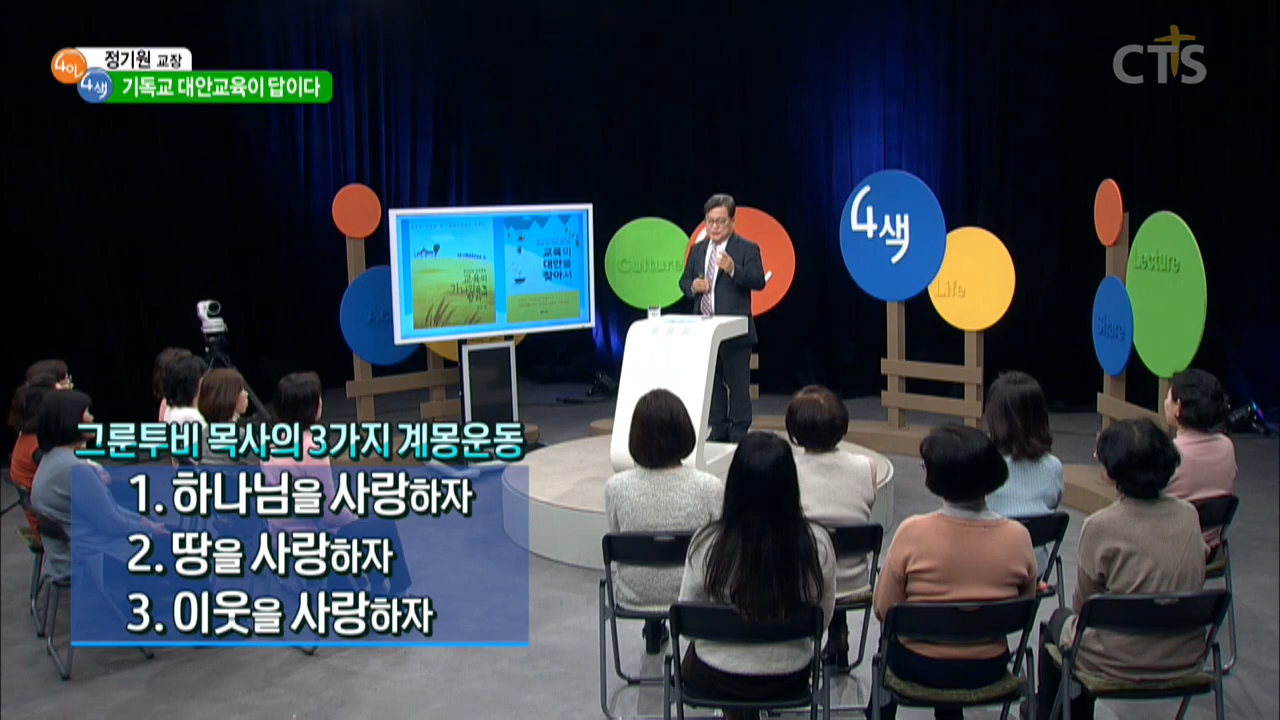 4인
4색
정기원 교장
기독교 대안교육이 답이다
CTS
4색
Culture
Life
Lecture
Share
교육의
대안을
찾아서
교육의
그룬투비 목사의 3가지 계몽운동
1. 하나님을 사랑하자
2. 땅을 사랑하자
3. 이웃을 사랑하자